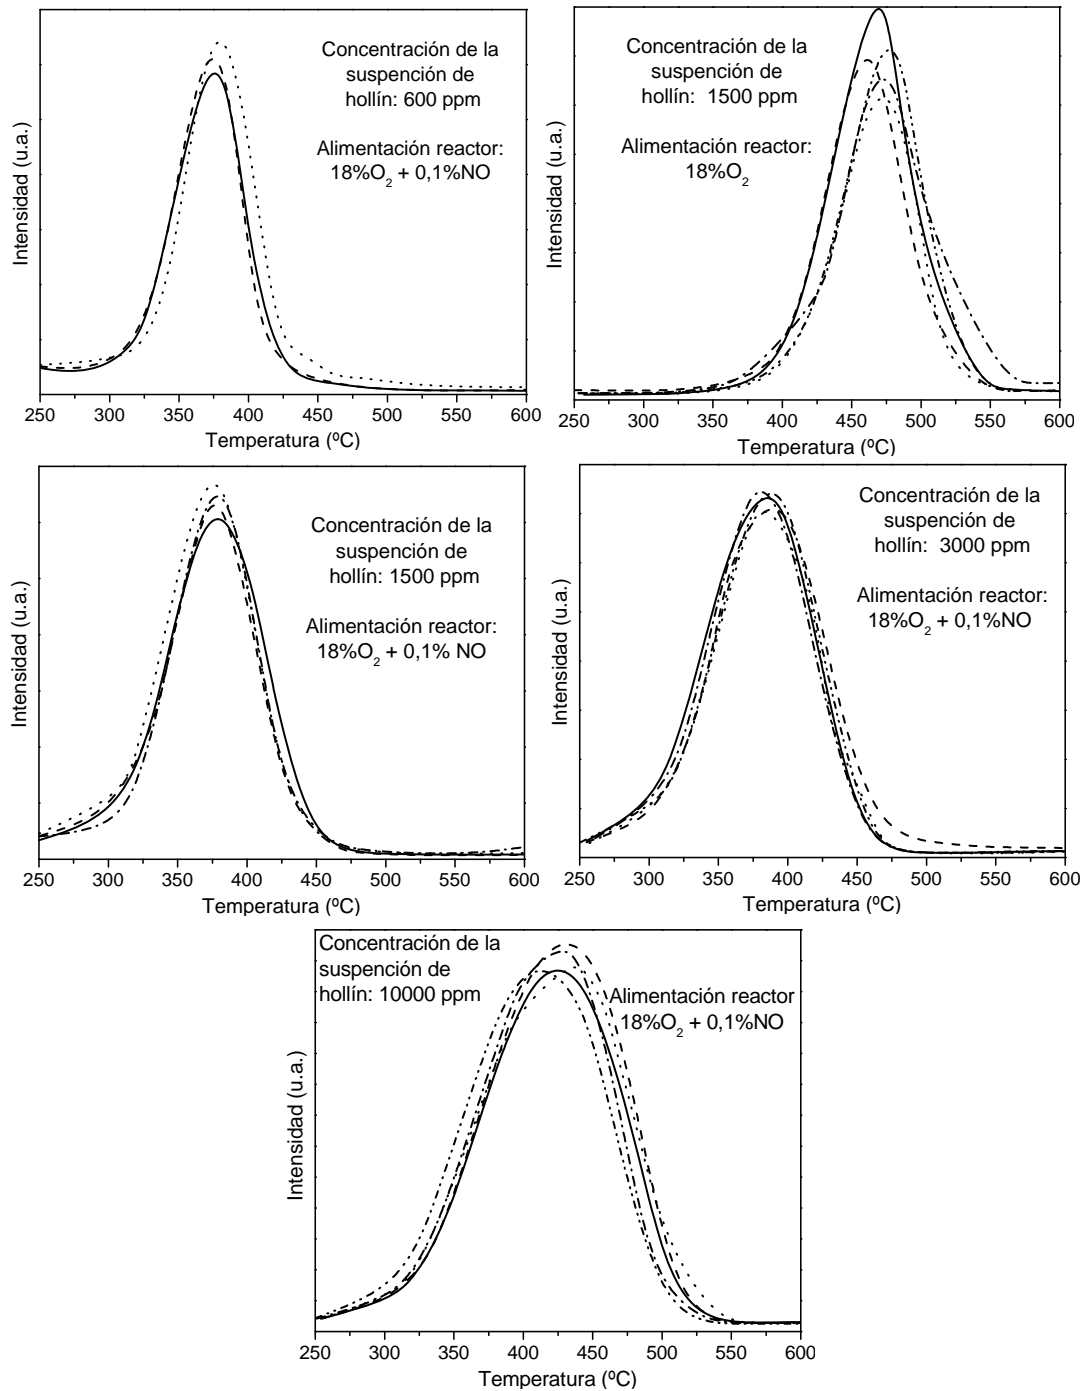 Concentración de la
suspención de
hollín: 600 ppm
Alimentación reactor:
18%O2 + 0,1%NO
Intensidad (u.a.)
250 300 350 400 450 500 550 600
Temperatura (ºC)
Concentración de la
suspención de
hollín: 1500 ppm
Alimentación reactor:
18%O2
Intensidad (u.a.)
250 300 350 400 450 500 550 600
Temperatura (ºC)
Concentración de la
suspención de
hollín: 1500 ppm
Alimentación reactor:
18%O2 + 0,1% NO
Intensidad (u.a.)
250 300 350 400 450 500 550 600
Temperatura (ºC)
Concentración de la
suspención de
hollín: 3000 ppm
Alimentación reactor:
18%O2 + 0,1%NO
Intensidad (u.a.)
250 300 350 400 450 500 550 600
Temperatura (ºC)
Concentración de la
suspención de
hollín: 10000 ppm
Alimentación reactor
18%O2 + 0,1%NO
Intensidad (u.a.)
250 300 350 400 450 500 550 600
Temperatura (ºC)